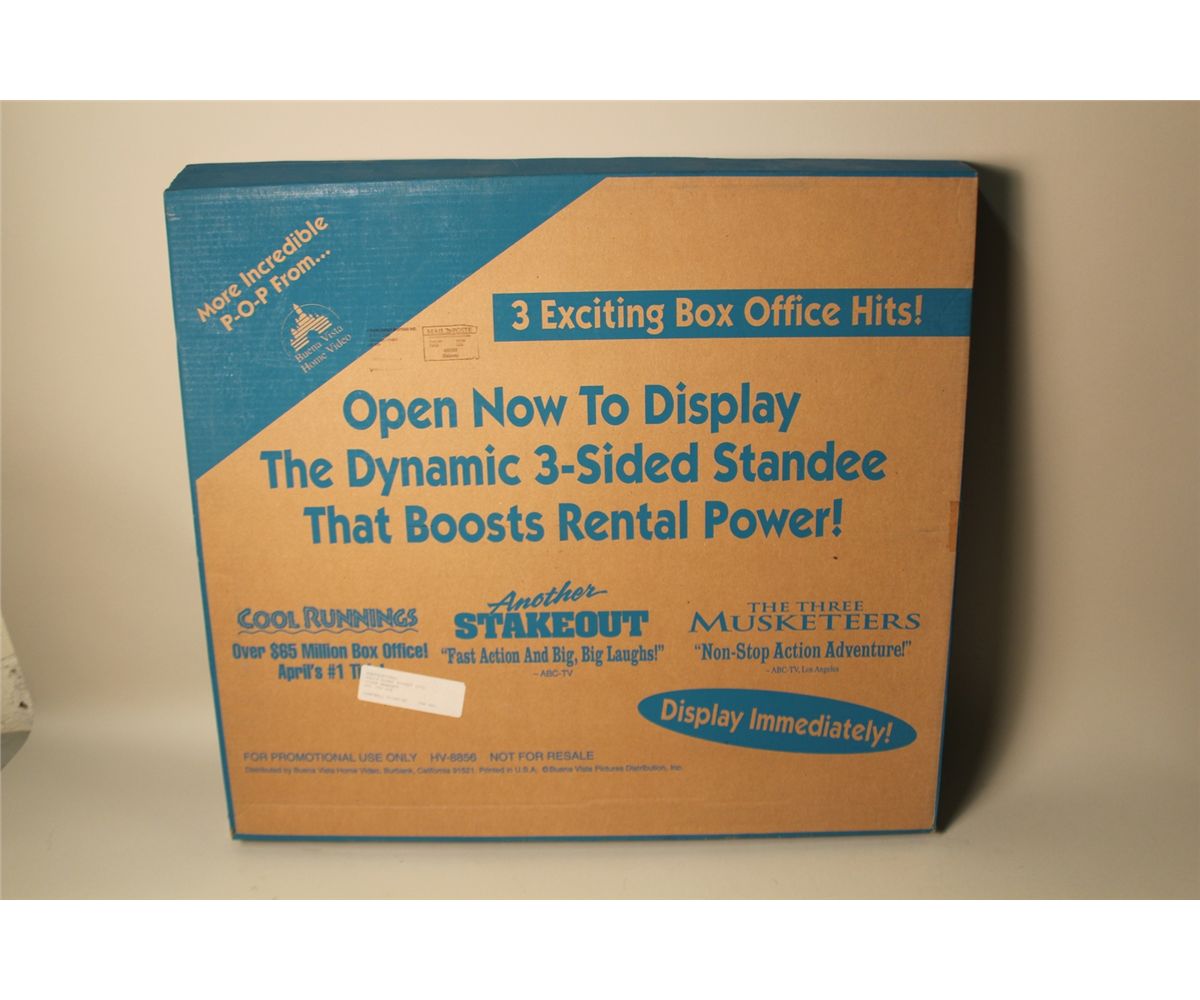 More Incredible
P-O-P From...
Buena Vista
Home Video
MAIL POSTE
3 Exciting Box Office Hits!
Open Now To Display
The Dynamic 3-Sided Standee
That Boosts Rental Power!
COOL RUNNINGS
Over $65 Million Box Office!
April's #1
Another
STAKEOUT
"Fast Action And Big, Big Laughs!"
– ABC-TV
THE THREE
MUSKETEERS
"Non-Stop Action Adventure!"
– ABC-TV, Los Angeles
Display Immediately!
FOR PROMOTIONAL USE ONLY HV-8856 NOT FOR RESALE
Distributed by Buena Vista Home Video, Burbank, California 91521. Printed in U.S.A. ©Buena Vista Pictures Distribution, Inc.